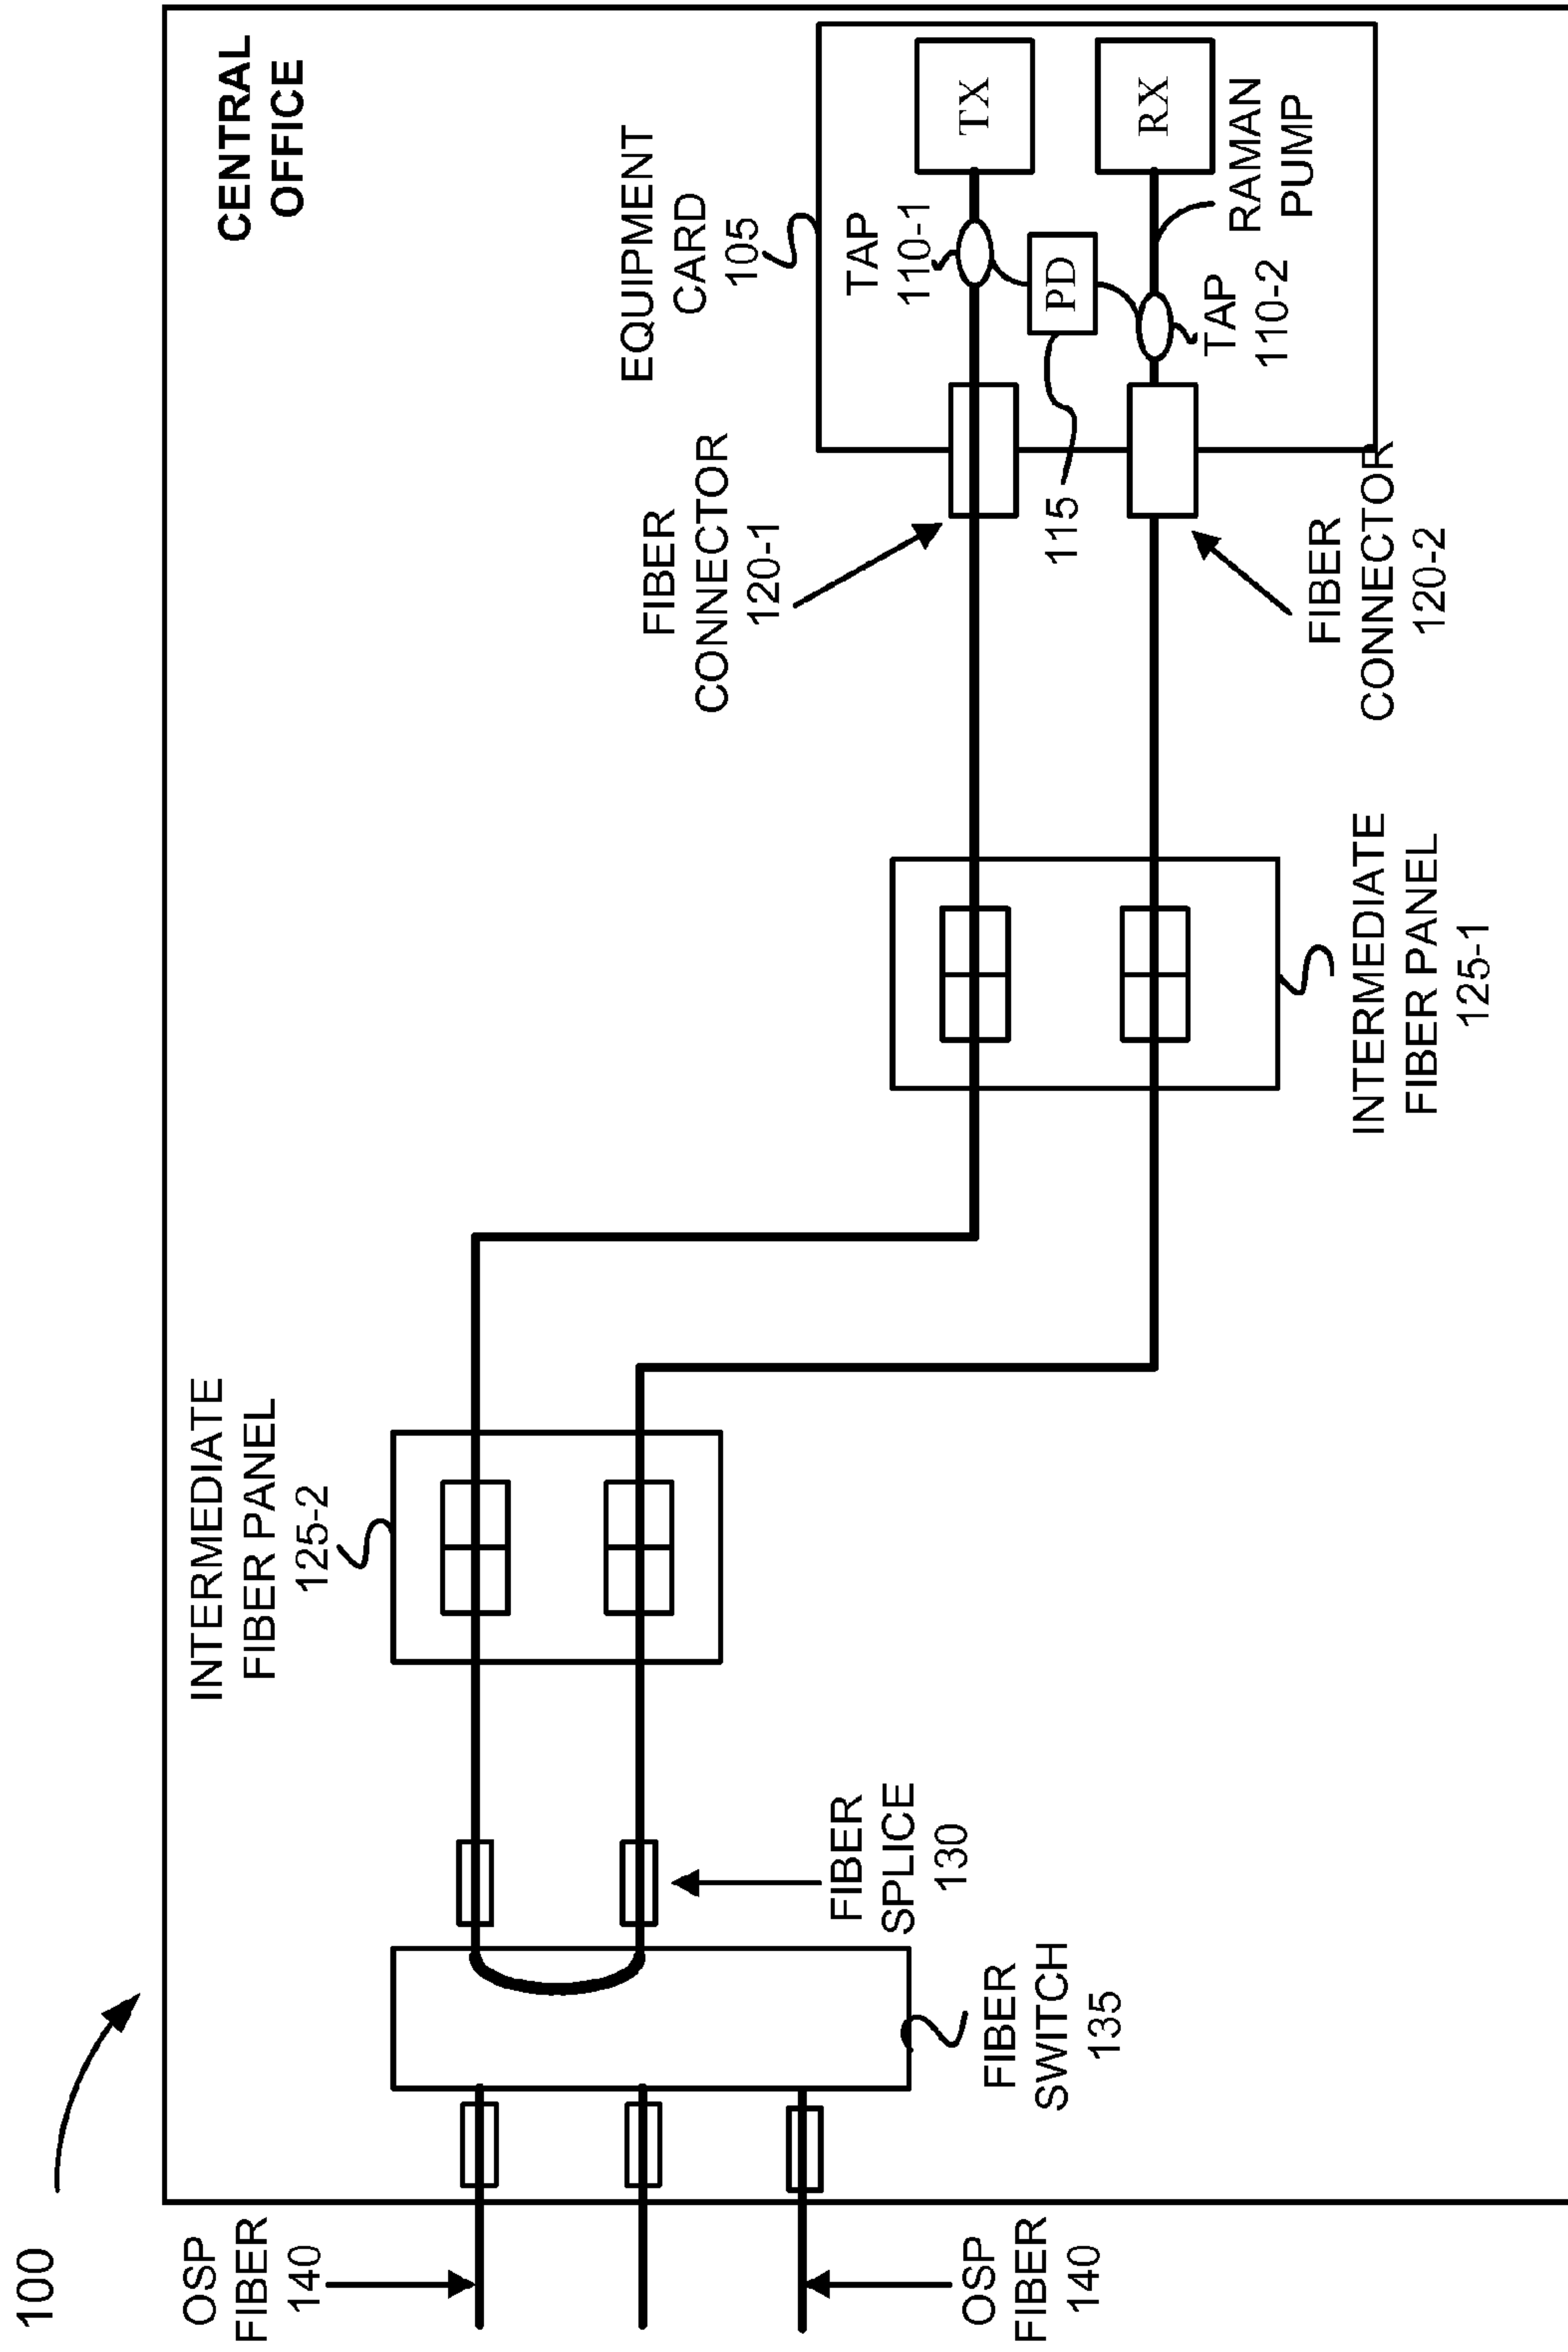 100
CENTRAL
OFFICE
EQUIPMENT
CARD
105
TAP
110-1
TX
PD
RX
RAMAN
PUMP
TAP
110-2
115
FIBER
CONNECTOR
120-1
FIBER
CONNECTOR
120-2
INTERMEDIATE
FIBER PANEL
125-1
INTERMEDIATE
FIBER PANEL
125-2
FIBER
SPLICE
130
FIBER
SWITCH
135
OSP
FIBER
140
OSP
FIBER
140